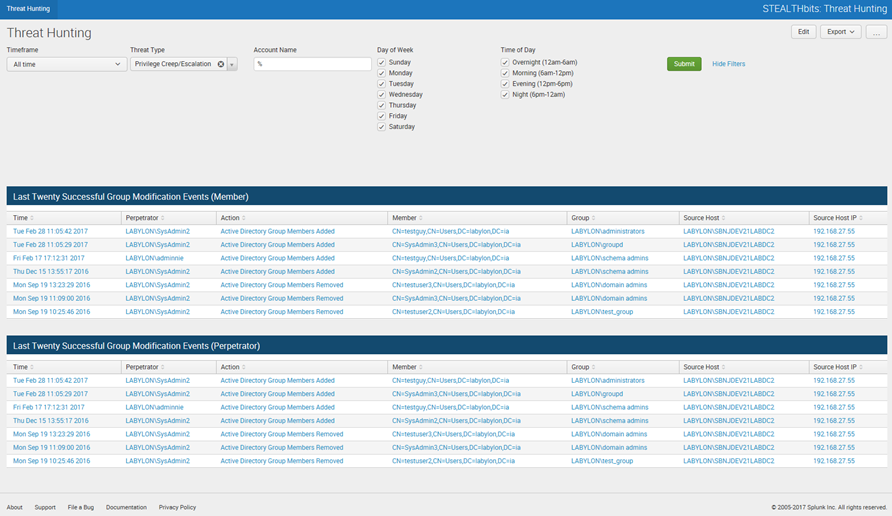 Threat Hunting STEALTHbits: Threat Hunting
Threat Hunting Edit Export ...
Timeframe Threat Type Account Name Day of Week Time of Day
All time Privilege Creep/Escalation % Sunday Overnight (12am-6am) Submit Hide Filters
Monday Morning (6am-12pm)
Tuesday Evening (12pm-6pm)
Wednesday Night (6pm-12am)
Thursday
Friday
Saturday
Last Twenty Successful Group Modification Events (Member)
Time Perpetrator Action Member Group Source Host Source Host IP
Tue Feb 28 11:05:42 2017 LABYLON\SysAdmin2 Active Directory Group Members Added CN=testguy,CN=Users,DC=labylon,DC=ia LABYLON\administrators LABYLON\SBNJDEV21LABDC2 192.168.27.55
Tue Feb 28 11:05:29 2017 LABYLON\SysAdmin2 Active Directory Group Members Added CN=SysAdmin3,CN=Users,DC=labylon,DC=ia LABYLON\groupd LABYLON\SBNJDEV21LABDC2 192.168.27.55
Fri Feb 17 17:12:31 2017 LABYLON\adminnie Active Directory Group Members Added CN=testguy,CN=Users,DC=labylon,DC=ia LABYLON\schema admins LABYLON\SBNJDEV21LABDC2 192.168.27.55
Thu Dec 15 13:55:17 2016 LABYLON\SysAdmin2 Active Directory Group Members Added CN=SysAdmin2,CN=Users,DC=labylon,DC=ia LABYLON\schema admins LABYLON\SBNJDEV21LABDC2 192.168.27.55
Mon Sep 19 13:23:29 2016 LABYLON\SysAdmin2 Active Directory Group Members Removed CN=testuser3,CN=Users,DC=labylon,DC=ia LABYLON\domain admins LABYLON\SBNJDEV21LABDC2 192.168.27.55
Mon Sep 19 11:09:00 2016 LABYLON\SysAdmin2 Active Directory Group Members Removed CN=SysAdmin3,CN=Users,DC=labylon,DC=ia LABYLON\domain admins LABYLON\SBNJDEV21LABDC2 192.168.27.55
Mon Sep 19 10:25:46 2016 LABYLON\SysAdmin2 Active Directory Group Members Removed CN=testuser2,CN=Users,DC=labylon,DC=ia LABYLON\test_group LABYLON\SBNJDEV21LABDC2 192.168.27.55
Last Twenty Successful Group Modification Events (Perpetrator)
Time Perpetrator Action Member Group Source Host Source Host IP
Tue Feb 28 11:05:42 2017 LABYLON\SysAdmin2 Active Directory Group Members Added CN=testguy,CN=Users,DC=labylon,DC=ia LABYLON\administrators LABYLON\SBNJDEV21LABDC2 192.168.27.55
Tue Feb 28 11:05:29 2017 LABYLON\SysAdmin2 Active Directory Group Members Added CN=SysAdmin3,CN=Users,DC=labylon,DC=ia LABYLON\groupd LABYLON\SBNJDEV21LABDC2 192.168.27.55
Fri Feb 17 17:12:31 2017 LABYLON\adminnie Active Directory Group Members Added CN=testguy,CN=Users,DC=labylon,DC=ia LABYLON\schema admins LABYLON\SBNJDEV21LABDC2 192.168.27.55
Thu Dec 15 13:55:17 2016 LABYLON\SysAdmin2 Active Directory Group Members Added CN=SysAdmin2,CN=Users,DC=labylon,DC=ia LABYLON\schema admins LABYLON\SBNJDEV21LABDC2 192.168.27.55
Mon Sep 19 13:23:29 2016 LABYLON\SysAdmin2 Active Directory Group Members Removed CN=testuser3,CN=Users,DC=labylon,DC=ia LABYLON\domain admins LABYLON\SBNJDEV21LABDC2 192.168.27.55
Mon Sep 19 11:09:00 2016 LABYLON\SysAdmin2 Active Directory Group Members Removed CN=SysAdmin3,CN=Users,DC=labylon,DC=ia LABYLON\domain admins LABYLON\SBNJDEV21LABDC2 192.168.27.55
Mon Sep 19 10:25:46 2016 LABYLON\SysAdmin2 Active Directory Group Members Removed CN=testuser2,CN=Users,DC=labylon,DC=ia LABYLON\test_group LABYLON\SBNJDEV21LABDC2 192.168.27.55
About Support File a Bug Documentation Privacy Policy © 2005-2017 Splunk Inc. All rights reserved.